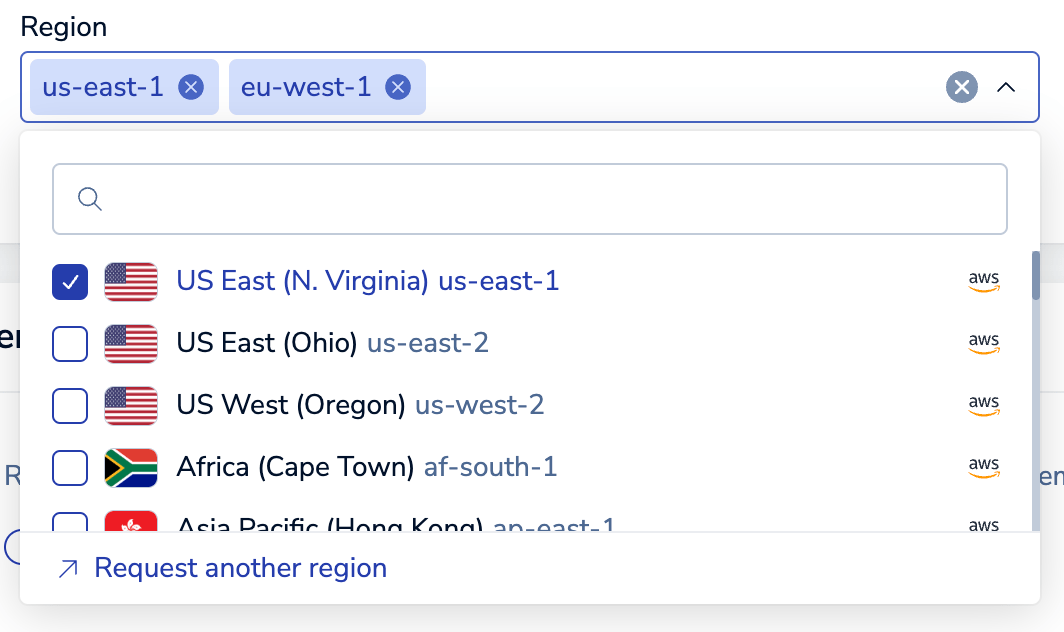 Region
us-east-1 eu-west-1
US East (N. Virginia) us-east-1 aws
US East (Ohio) us-east-2 aws
US West (Oregon) us-west-2 aws
Africa (Cape Town) af-south-1 aws
Asia Pacific (Hong Kong) ap-east-1 aws
Request another region